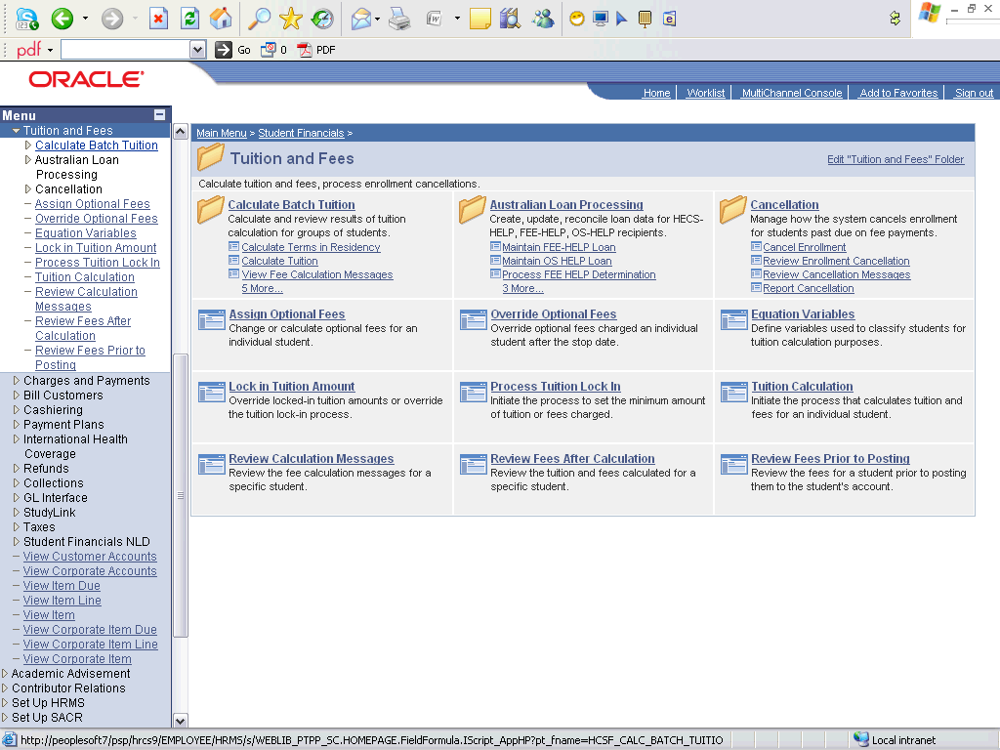 pdf Go 0 PDF
ORACLE
Home Worklist MultiChannel Console Add to Favorites Sign out
Menu
Tuition and Fees
Calculate Batch Tuition
Australian Loan
Processing
Cancellation
Assign Optional Fees
Override Optional Fees
Equation Variables
Lock in Tuition Amount
Process Tuition Lock In
Tuition Calculation
Review Calculation
Messages
Review Fees After
Calculation
Review Fees Prior to
Posting
Charges and Payments
Bill Customers
Cashiering
Payment Plans
International Health
Coverage
Refunds
Collections
GL Interface
StudyLink
Taxes
Student Financials NLD
View Customer Accounts
View Corporate Accounts
View Item Due
View Item Line
View Item
View Corporate Item Due
View Corporate Item Line
View Corporate Item
Academic Advisement
Contributor Relations
Set Up HRMS
Set Up SACR
Main Menu > Student Financials >
Tuition and Fees
Edit "Tuition and Fees" Folder
Calculate tuition and fees, process enrollment cancellations.
Calculate Batch Tuition
Calculate and review results of tuition
calculation for groups of students.
Calculate Terms in Residency
Calculate Tuition
View Fee Calculation Messages
5 More...
Australian Loan Processing
Create, update, reconcile loan data for HECS-
HELP, FEE-HELP, OS-HELP recipients.
Maintain FEE-HELP Loan
Maintain OS HELP Loan
Process FEE HELP Determination
3 More...
Cancellation
Manage how the system cancels enrollment
for students past due on fee payments.
Cancel Enrollment
Review Enrollment Cancellation
Review Cancellation Messages
Report Cancellation
Assign Optional Fees
Change or calculate optional fees for an
individual student.
Override Optional Fees
Override optional fees charged an individual
student after the stop date.
Equation Variables
Define variables used to classify students for
tuition calculation purposes.
Lock in Tuition Amount
Override locked-in tuition amounts or override
the tuition lock-in process.
Process Tuition Lock In
Initiate the process to set the minimum amount
of tuition or fees charged.
Tuition Calculation
Initiate the process that calculates tuition and
fees for an individual student.
Review Calculation Messages
Review the fee calculation messages for a
specific student.
Review Fees After Calculation
Review the tuition and fees calculated for a
specific student.
Review Fees Prior to Posting
Review the fees for a student prior to posting
them to the student's account.
http://peoplesoft7/psp/hrcs9/EMPLOYEE/HRMS/s/WEBLIB_PTPP_SC.HOMEPAGE.FieldFormula.IScript_AppHP?pt_fname=HCSF_CALC_BATCH_TUITIO
Local intranet